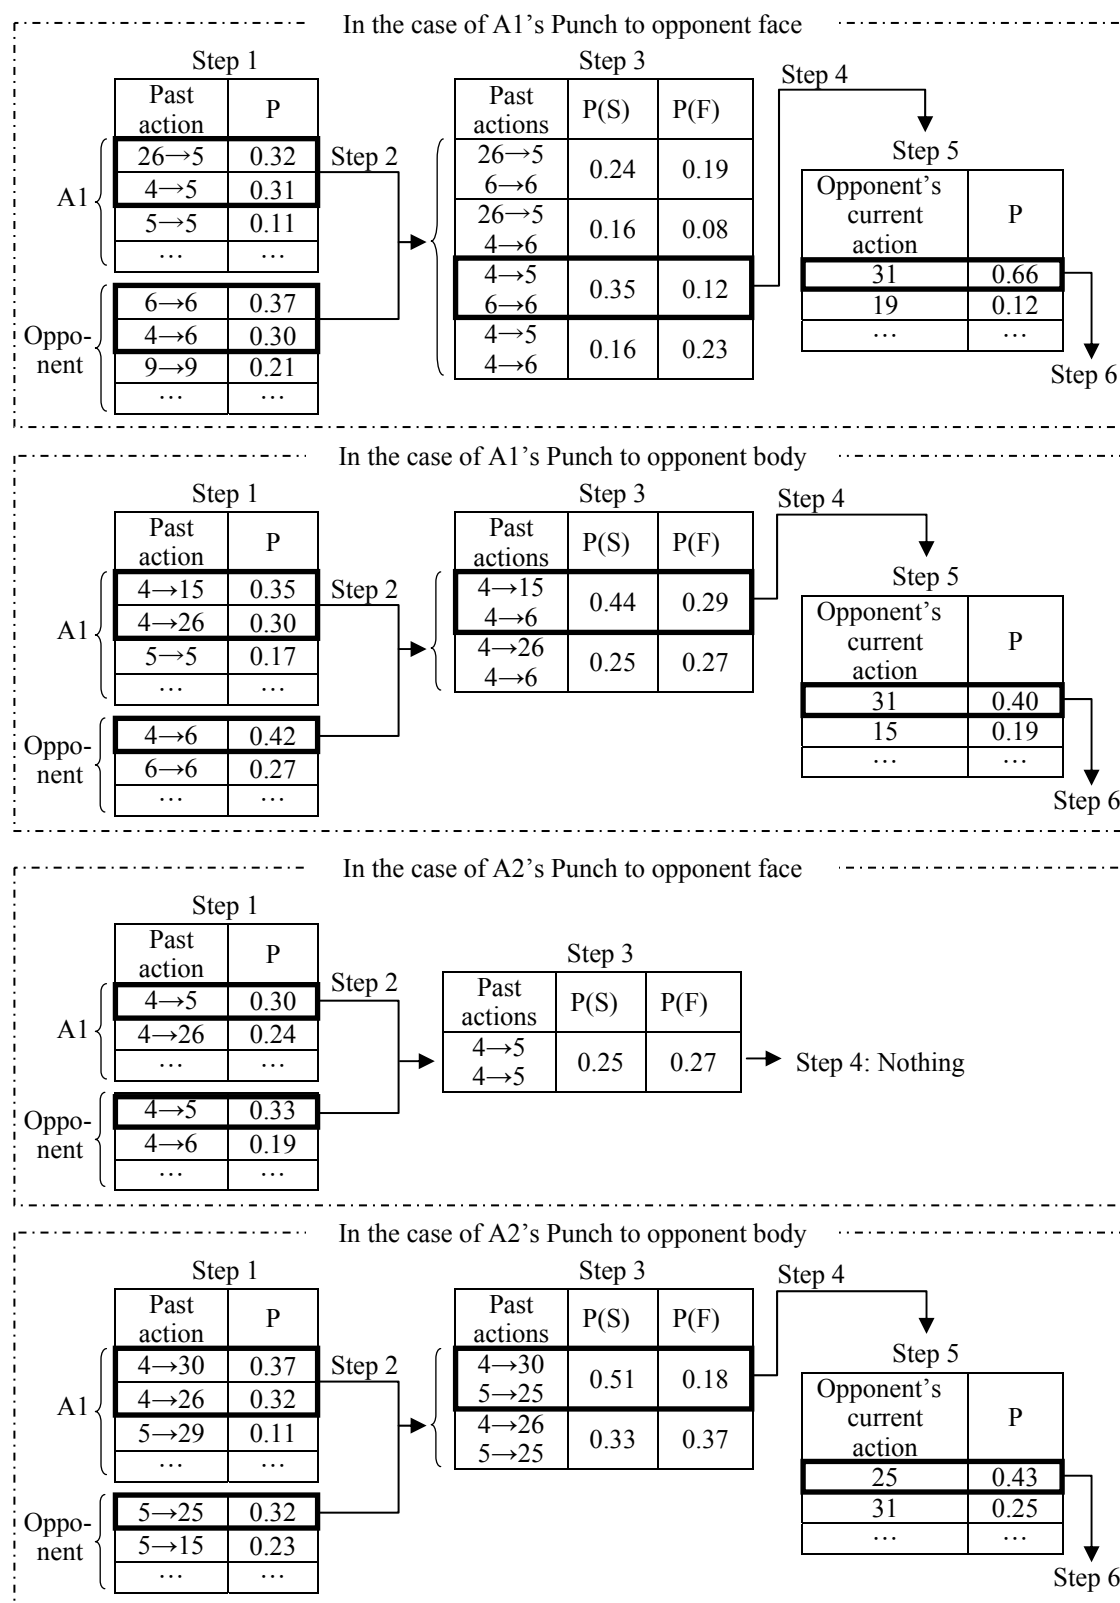 In the case of A1’s Punch to opponent face
Step 1
Past action P
A1
26→5 0.32
4→5 0.31
5→5 0.11
… …
Oppo-
nent
6→6 0.37
4→6 0.30
9→9 0.21
… …
Step 2
Step 3
Past actions P(S) P(F)
26→5
6→6
0.24 0.19
26→5
4→6
0.16 0.08
4→5
6→6
0.35 0.12
4→5
4→6
0.16 0.23
Step 4
Step 5
Opponent’s
current
action
P
31 0.66
19 0.12
… …
Step 6
In the case of A1’s Punch to opponent body
Step 1
Past action P
A1
4→15 0.35
4→26 0.30
5→5 0.17
… …
Oppo-
nent
4→6 0.42
6→6 0.27
… …
Step 2
Step 3
Past actions P(S) P(F)
4→15
4→6
0.44 0.29
4→26
4→6
0.25 0.27
Step 4
Step 5
Opponent’s
current
action
P
31 0.40
15 0.19
… …
Step 6
In the case of A2’s Punch to opponent face
Step 1
Past action P
A1
4→5 0.30
4→26 0.24
… …
Oppo-
nent
4→5 0.33
4→6 0.19
… …
Step 2
Step 3
Past actions P(S) P(F)
4→5
4→5
0.25 0.27
Step 4: Nothing
In the case of A2’s Punch to opponent body
Step 1
Past action P
A1
4→30 0.37
4→26 0.32
5→29 0.11
… …
Oppo-
nent
5→25 0.32
5→15 0.23
… …
Step 2
Step 3
Past actions P(S) P(F)
4→30
5→25
0.51 0.18
4→26
5→25
0.33 0.37
Step 4
Step 5
Opponent’s
current
action
P
25 0.43
31 0.25
… …
Step 6